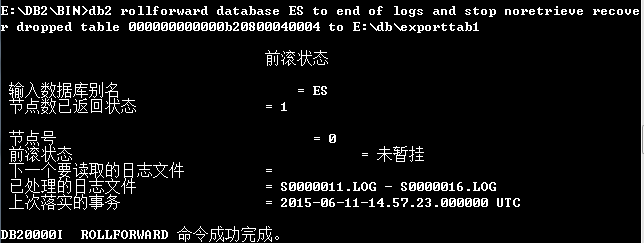 E:\DB2\BIN>db2 rollforward database ES to end of logs and stop noretrieve recove
r dropped table 000000000000b20800040004 to E:\db\exporttab1
前滚状态
输入数据库别名 = ES
节点数已返回状态 = 1
节点号 = 0
前滚状态 = 未暂挂
下一个要读取的日志文件 =
已处理的日志文件 = S0000011.LOG - S0000016.LOG
上次落实的事务 = 2015-06-11-14.57.23.000000 UTC
DB20000I ROLLFORWARD 命令成功完成。